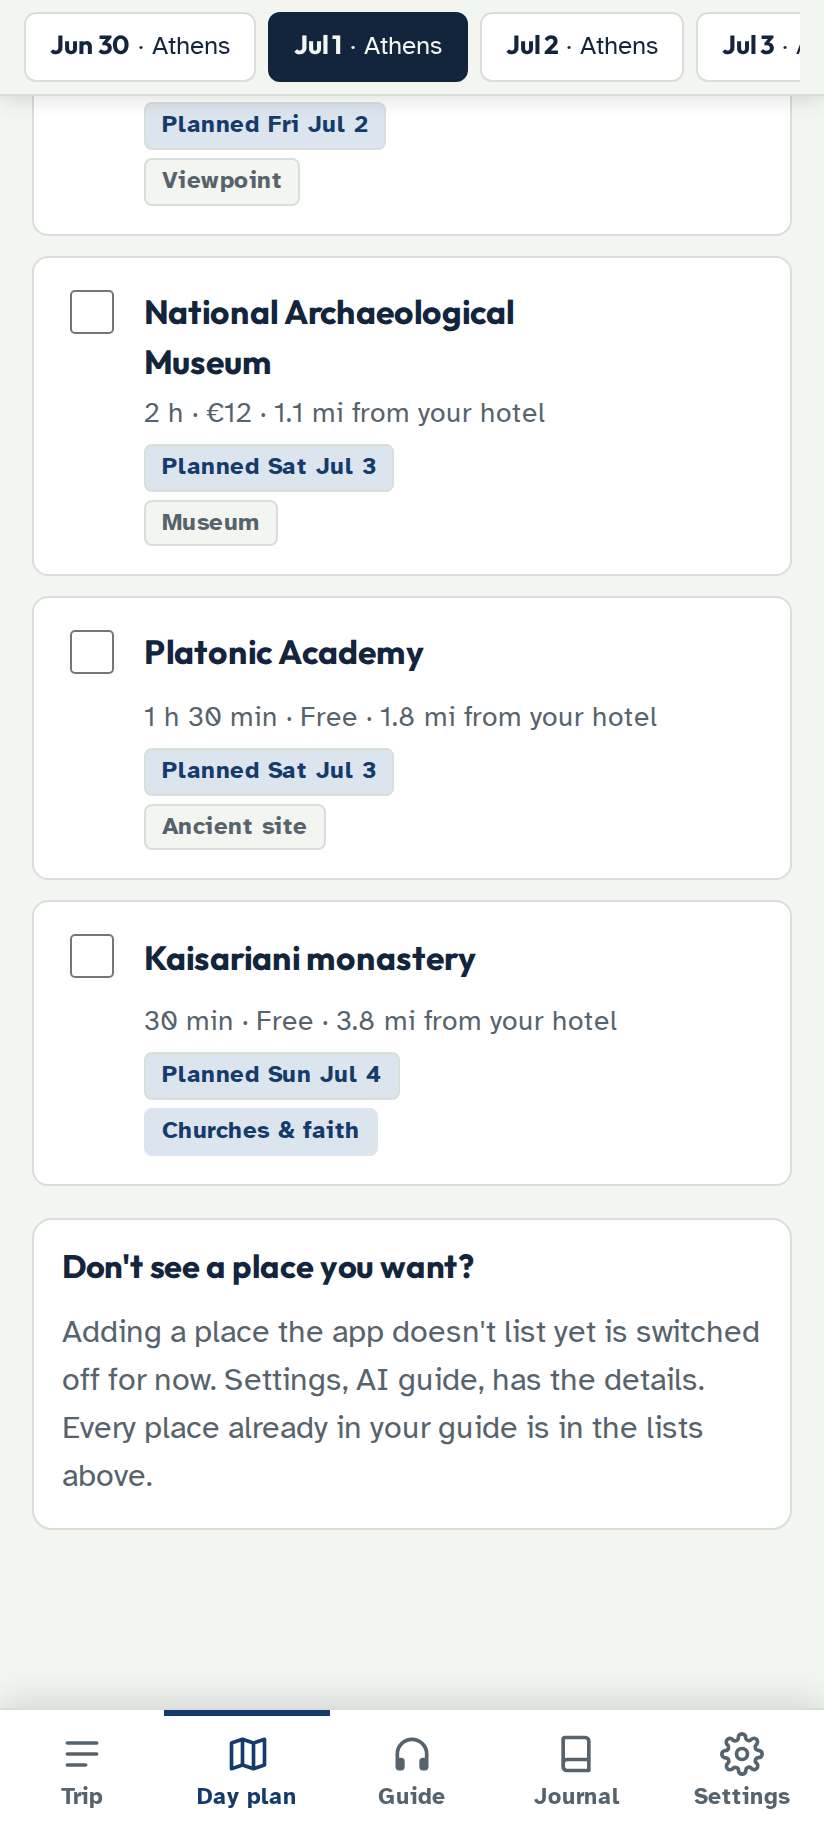 Jun 30 · Athens
Jul 1 · Athens
Jul 2 · Athens
Jul 3 ·
Planned Fri Jul 2
Viewpoint
National Archaeological
Museum
2 h · €12 · 1.1 mi from your hotel
Planned Sat Jul 3
Museum
Platonic Academy
1 h 30 min · Free · 1.8 mi from your hotel
Planned Sat Jul 3
Ancient site
Kaisariani monastery
30 min · Free · 3.8 mi from your hotel
Planned Sun Jul 4
Churches & faith
Don't see a place you want?
Adding a place the app doesn't list yet is switched
off for now. Settings, AI guide, has the details.
Every place already in your guide is in the lists
above.
Trip
Day plan
Guide
Journal
Settings